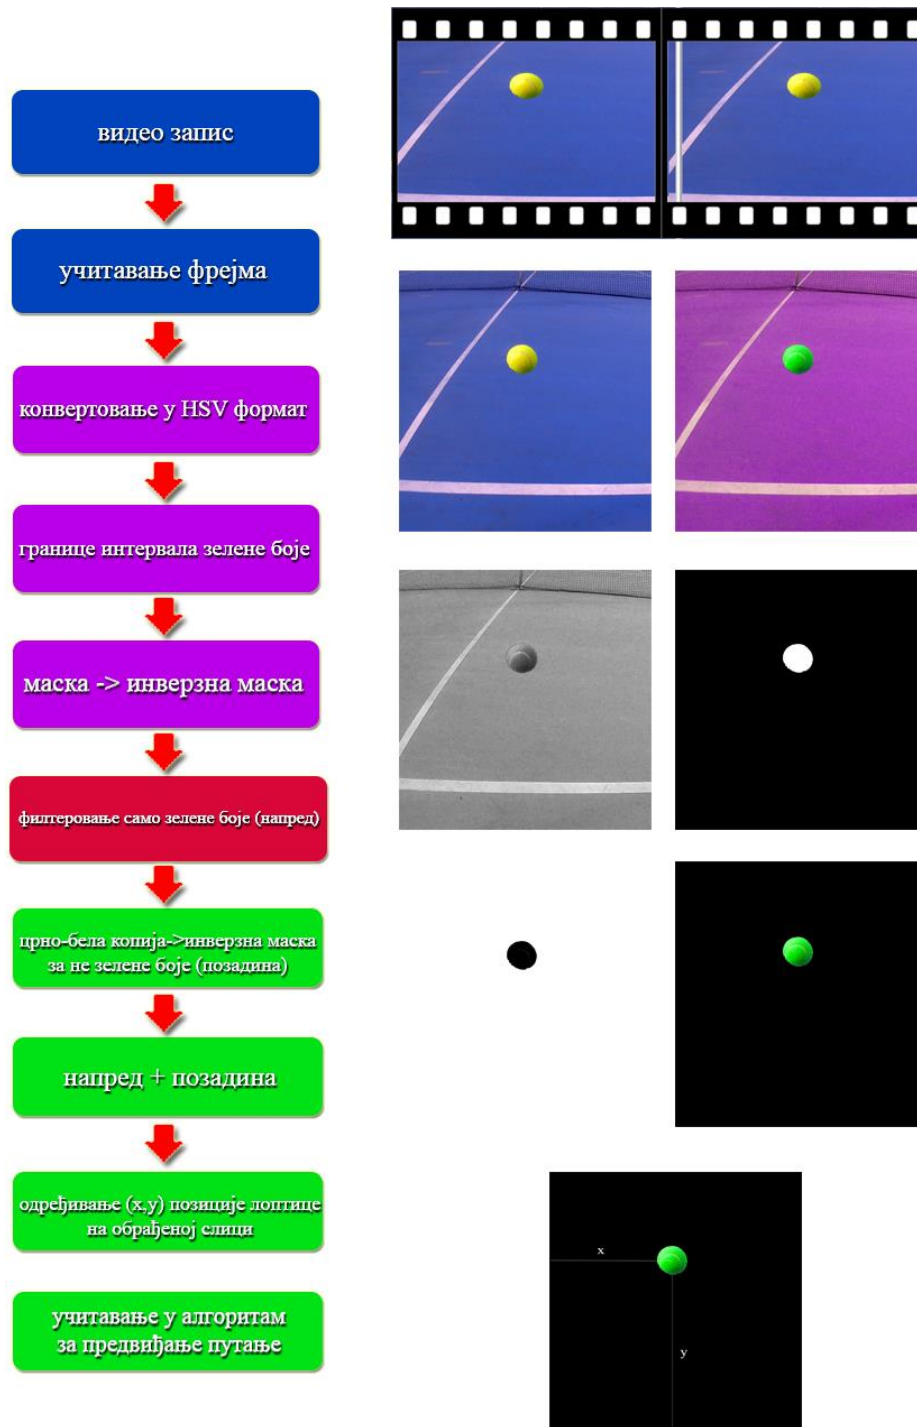 видео запис
учитавање фрејма
конвертовање у HSV формат
границе интервала зелене боје
маска -> инверзна маска
филтеровање само зелене боје (напред)
црно-бела копија->инверзна маска
за не зелене боје (позадина)
напред + позадина
одређивање (x,y) позиције лоптице
на обрађеној слици
учитавање у алгоритам
за предвиђање путање
x
y